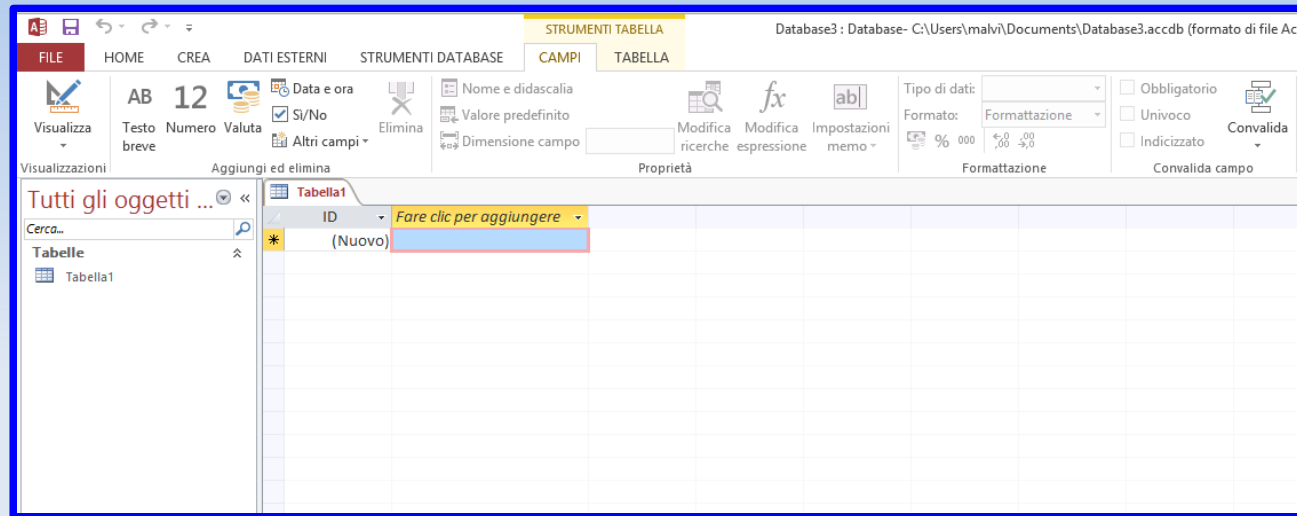 STRUMENTI TABELLA
Database3 : Database- C:\Users\malvi\Documents\Database3.accdb (formato di file Ac
FILE HOME CREA DATI ESTERNI STRUMENTI DATABASE CAMPI TABELLA
Visualizza
Visualizzazioni
AB
Testo breve
12
Numero
Valuta
Data e ora
Sì/No
Altri campi
Elimina
Aggiungi ed elimina
Nome e didascalia
Valore predefinito
Dimensione campo
Modifica ricerche
fx
Modifica espressione
ab|
Impostazioni memo
Proprietà
Tipo di dati:
Formato: Formattazione
% 000 ,00 ,0
Formattazione
Obbligatorio
Univoco
Indicizzato
Convalida
Convalida campo
Tutti gli oggetti ...
Cerca...
Tabelle
Tabella1
Tabella1
ID Fare clic per aggiungere
(Nuovo)